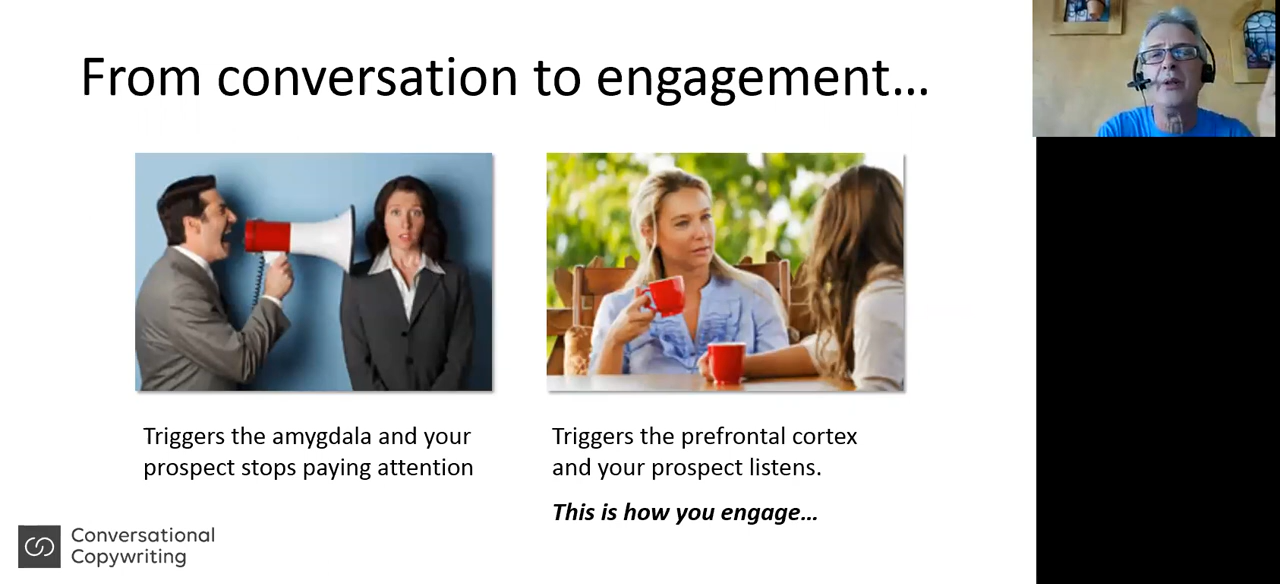 From conversation to engagement...
Triggers the amygdala and your
prospect stops paying attention
Triggers the prefrontal cortex
and your prospect listens.
This is how you engage...
Conversational
Copywriting